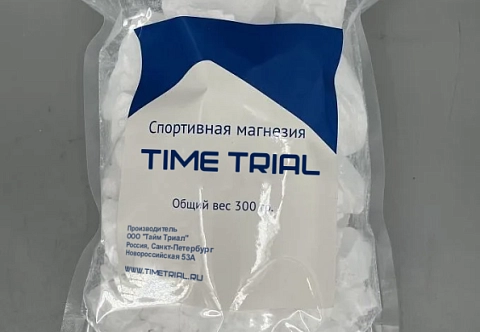 Спортивная магнезия
TIME TRIAL
Общий вес 300 гр.
Производитель
ООО "Тайм Триал"
Россия, Санкт-Петербург
Новороссийская 53А
WWW.TIMETRIAL.RU